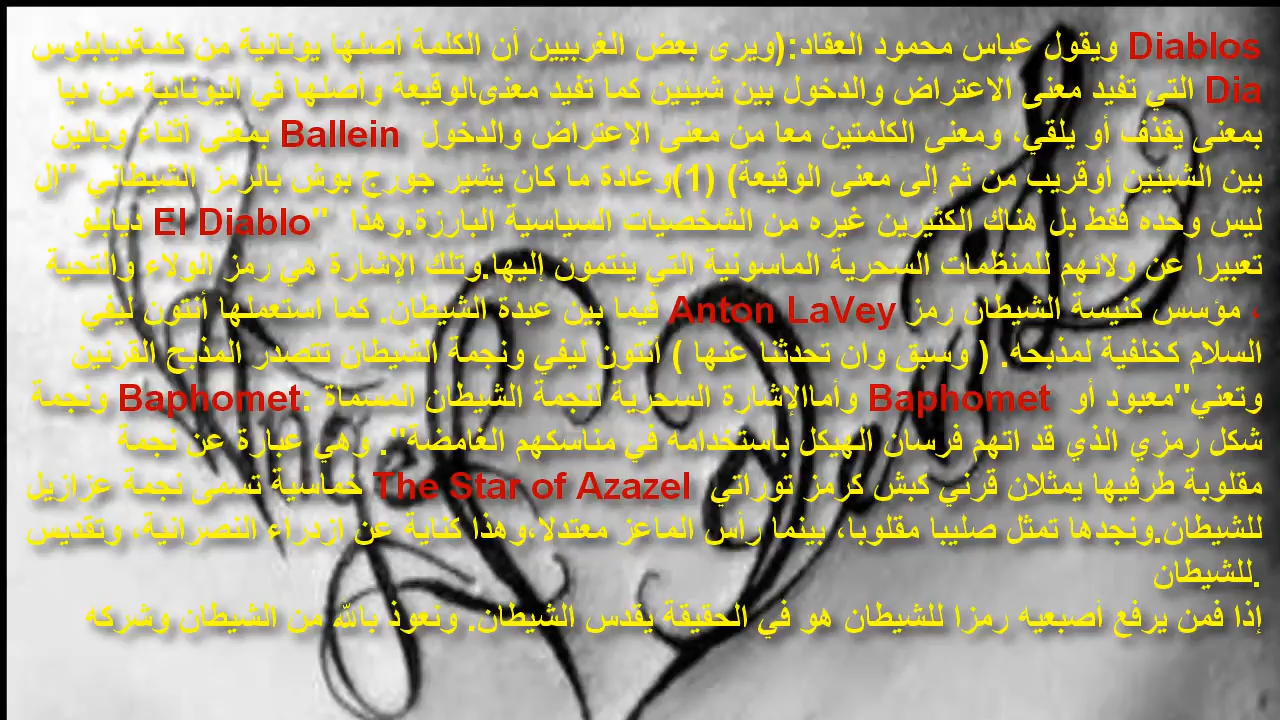 ويقول عباس محمود العقاد:(ويرى بعض الغربيين أن الكلمة أصلها يونانية من كلمةديابلوس Diablos
التي تفيد معنى الاعتراض والدخول بين شيئين كما تفيد معنىالوقيعة وأصلها في اليونانية من ديا Dia
بمعنى يقذف أو يلقي، ومعنى الكلمتين معا من معنى الإعتراض والدخول Ballein بمعنى أثناء وبالين
بين الشيئين أوقريب من ثم إلى معنى الوقيعة) (1)وعادة ما كان يشير جورج بوش بالرمز الشيطاني "إل
ليس وحده فقط بل هناك الكثيرين غيره من الشخصيات السياسية البارزة.وهذا "El Diablo ديابلو
تعبيرا عن ولائهم للمنظمات السحرية الماسونية التي ينتمون إليها.وتلك الإشارة هي رمز الولاء والتحية
، مؤسس كنيسة الشيطان رمز Anton LaVey فيما بين عبدة الشيطان. كما استعملها أنتون ليفي
السلام كخلفية لمذبحه. ( وسبق وان تحدثنا عنها ) انتون ليفي ونجمة الشيطان تتصدر المذبح القرنين
وتعني"معبود أو Baphomet وأماالإشارة السحرية لنجمة الشيطان المسماة :Baphomet ونجمة
شكل رمزي الذي قد اتهم فرسان الهيكل باستخدامه في مناسكهم الغامضة". وهي عبارة عن نجمة
مقلوبة طرفيها يمثلان قرني كبش كرمز توراتي The Star of Azazel خماسية تسمى نجمة عزازيل
للشيطان.ونجدها تمثل صليبا مقلوبا، بينما رأس الماعز معتدلا،وهذا كناية عن ازدراء النصرانية، وتقديس
للشيطان.
إذا فمن يرفع أصبعيه رمزا للشيطان هو في الحقيقة يقدس الشيطان. ونعوذ بالله من الشيطان وشركه